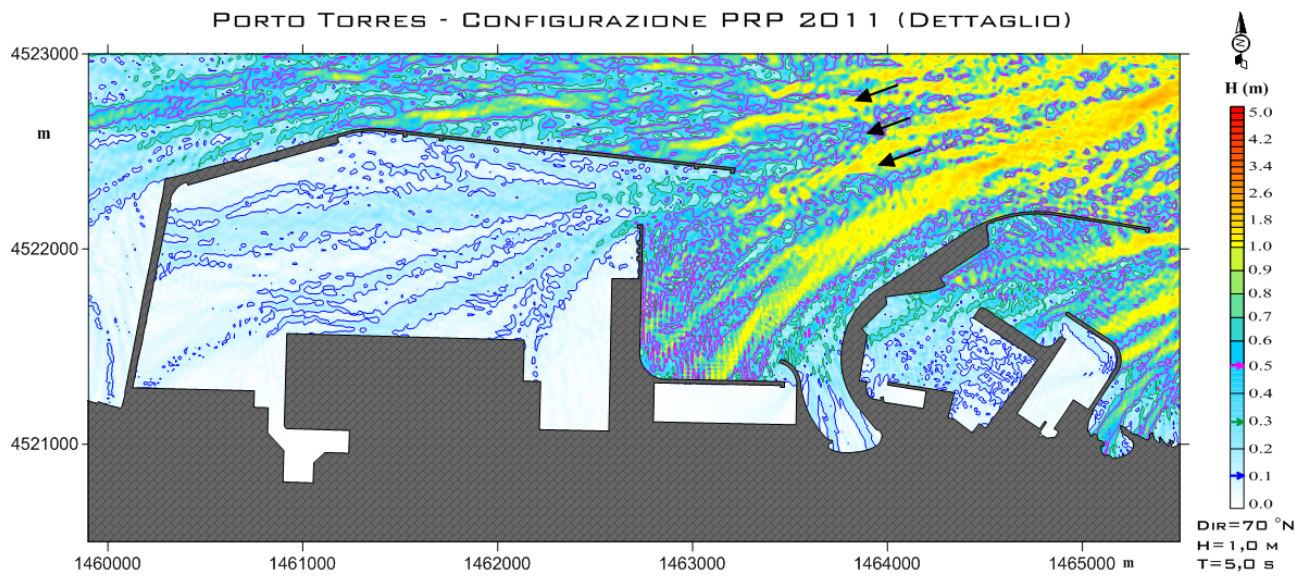 PORTO TORRES - CONFIGURAZIONE PRP 2011 (DETTAGLIO)
N
H (m)
4523000
m
4522000
4521000
5.0
4.2
3.4
2.6
1.8
1.0
0.9
0.8
0.7
0.6
0.5
0.4
0.3
0.2
0.1
0.0
1460000 1461000 1462000 1463000 1464000 m 1465000
DIR=70 °N
H=1,0 M
T=5,0 S